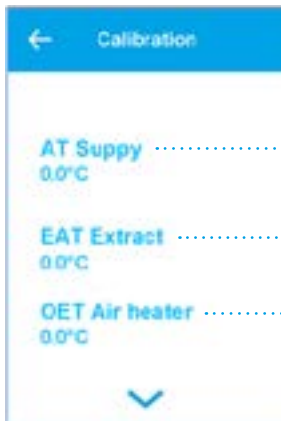 Calibration
AT Suppy
0.0°C
EAT Extract
0.0°C
OET Air heater
0.0°C